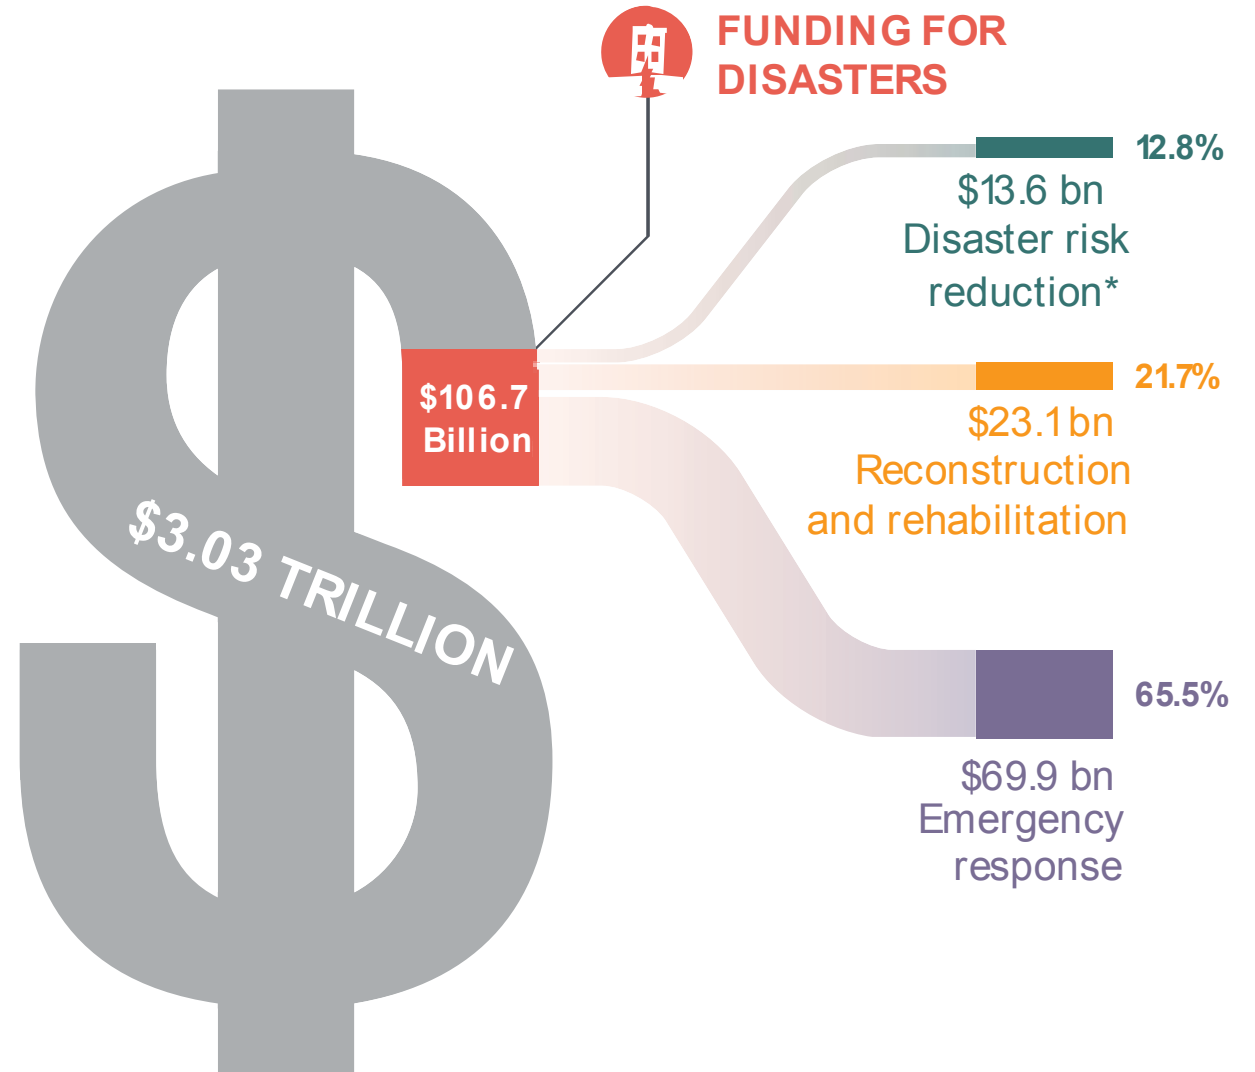 FUNDING FOR
DISASTERS
12.8%
$13.6 bn
Disaster risk
reduction*
$106.7
Billion
21.7%
$23.1 bn
Reconstruction
and rehabilitation
$3.03 TRILLION
65.5%
$69.9 bn
Emergency
response